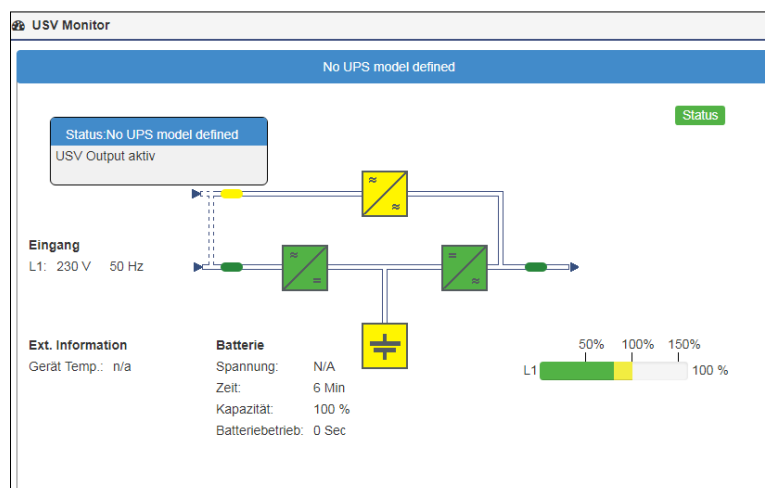 USV Monitor
No UPS model defined
Status:No UPS model defined
USV Output aktiv
Status
Eingang
L1: 230 V 50 Hz
Ext. Information
Gerät Temp.: n/a
Batterie
Spannung: N/A
Zeit: 6 Min
Kapazität: 100 %
Batteriebetrieb: 0 Sec
50% 100% 150%
L1 100 %